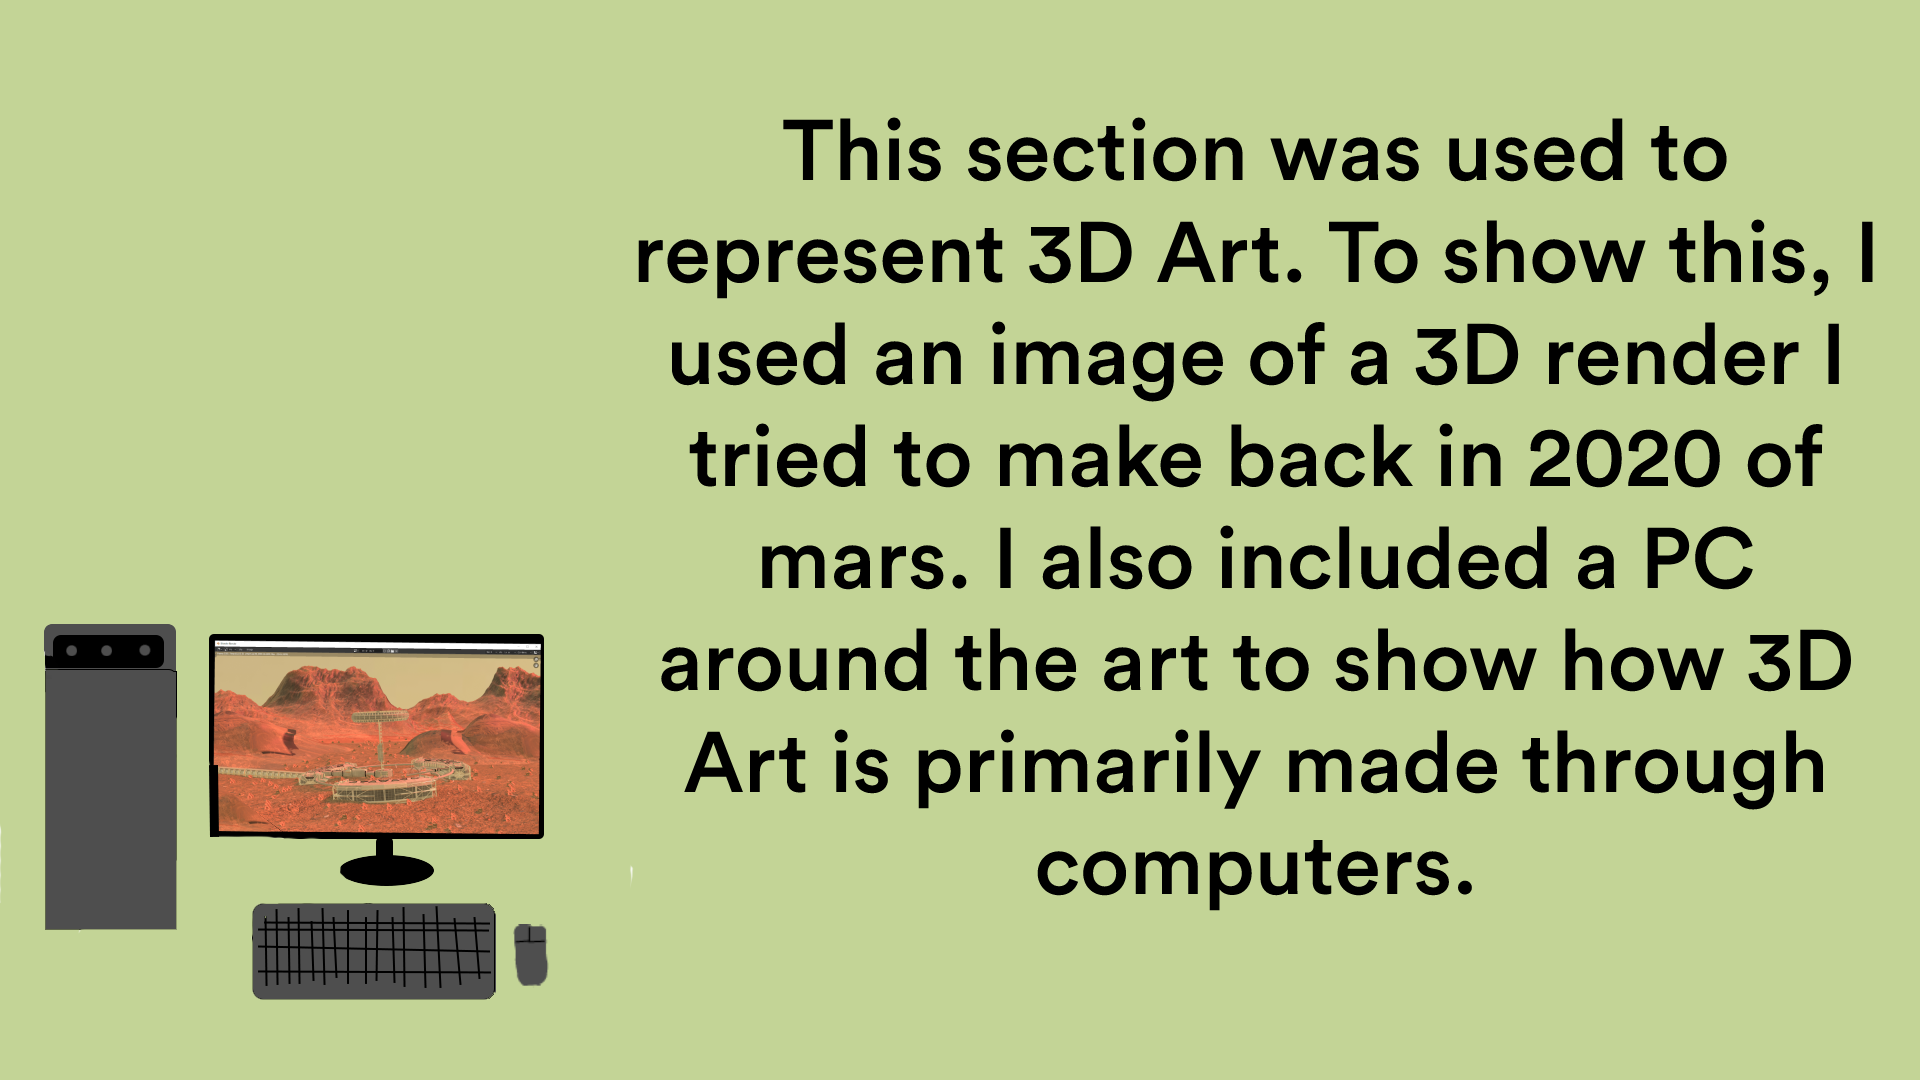 This section was used to
represent 3D Art. To show this, I
used an image of a 3D render I
tried to make back in 2020 of
mars. I also included a PC
around the art to show how 3D
Art is primarily made through
computers.